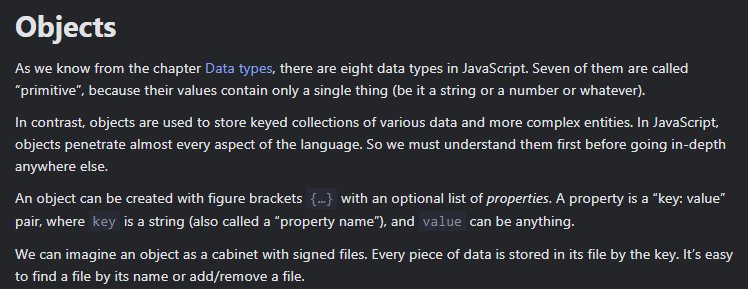 Objects
As we know from the chapter Data types, there are eight data types in JavaScript. Seven of them are called
“primitive”, because their values contain only a single thing (be it a string or a number or whatever).
In contrast, objects are used to store keyed collections of various data and more complex entities. In JavaScript,
objects penetrate almost every aspect of the language. So we must understand them first before going in-depth
anywhere else.
An object can be created with figure brackets {…} with an optional list of properties. A property is a “key: value”
pair, where key is a string (also called a “property name”), and value can be anything.
We can imagine an object as a cabinet with signed files. Every piece of data is stored in its file by the key. It’s easy
to find a file by its name or add/remove a file.